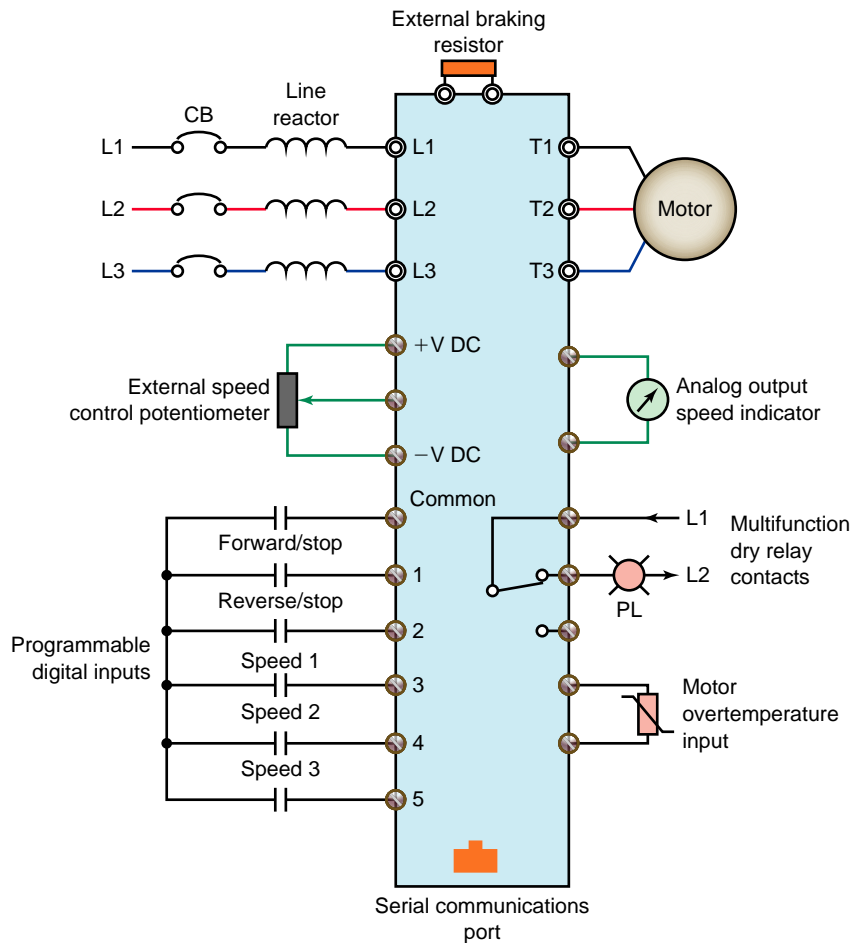 External braking
resistor
Line
reactor
CB
L1
L1
T1
L2
L2
T2
Motor
L3
L3
T3
+V DC
External speed
control potentiometer
−V DC
Analog output
speed indicator
Common
Forward/stop
1
Reverse/stop
2
Speed 1
3
Speed 2
4
Speed 3
5
Programmable
digital inputs
L1
L2
PL
Multifunction
dry relay
contacts
Motor
overtemperature
input
Serial communications
port